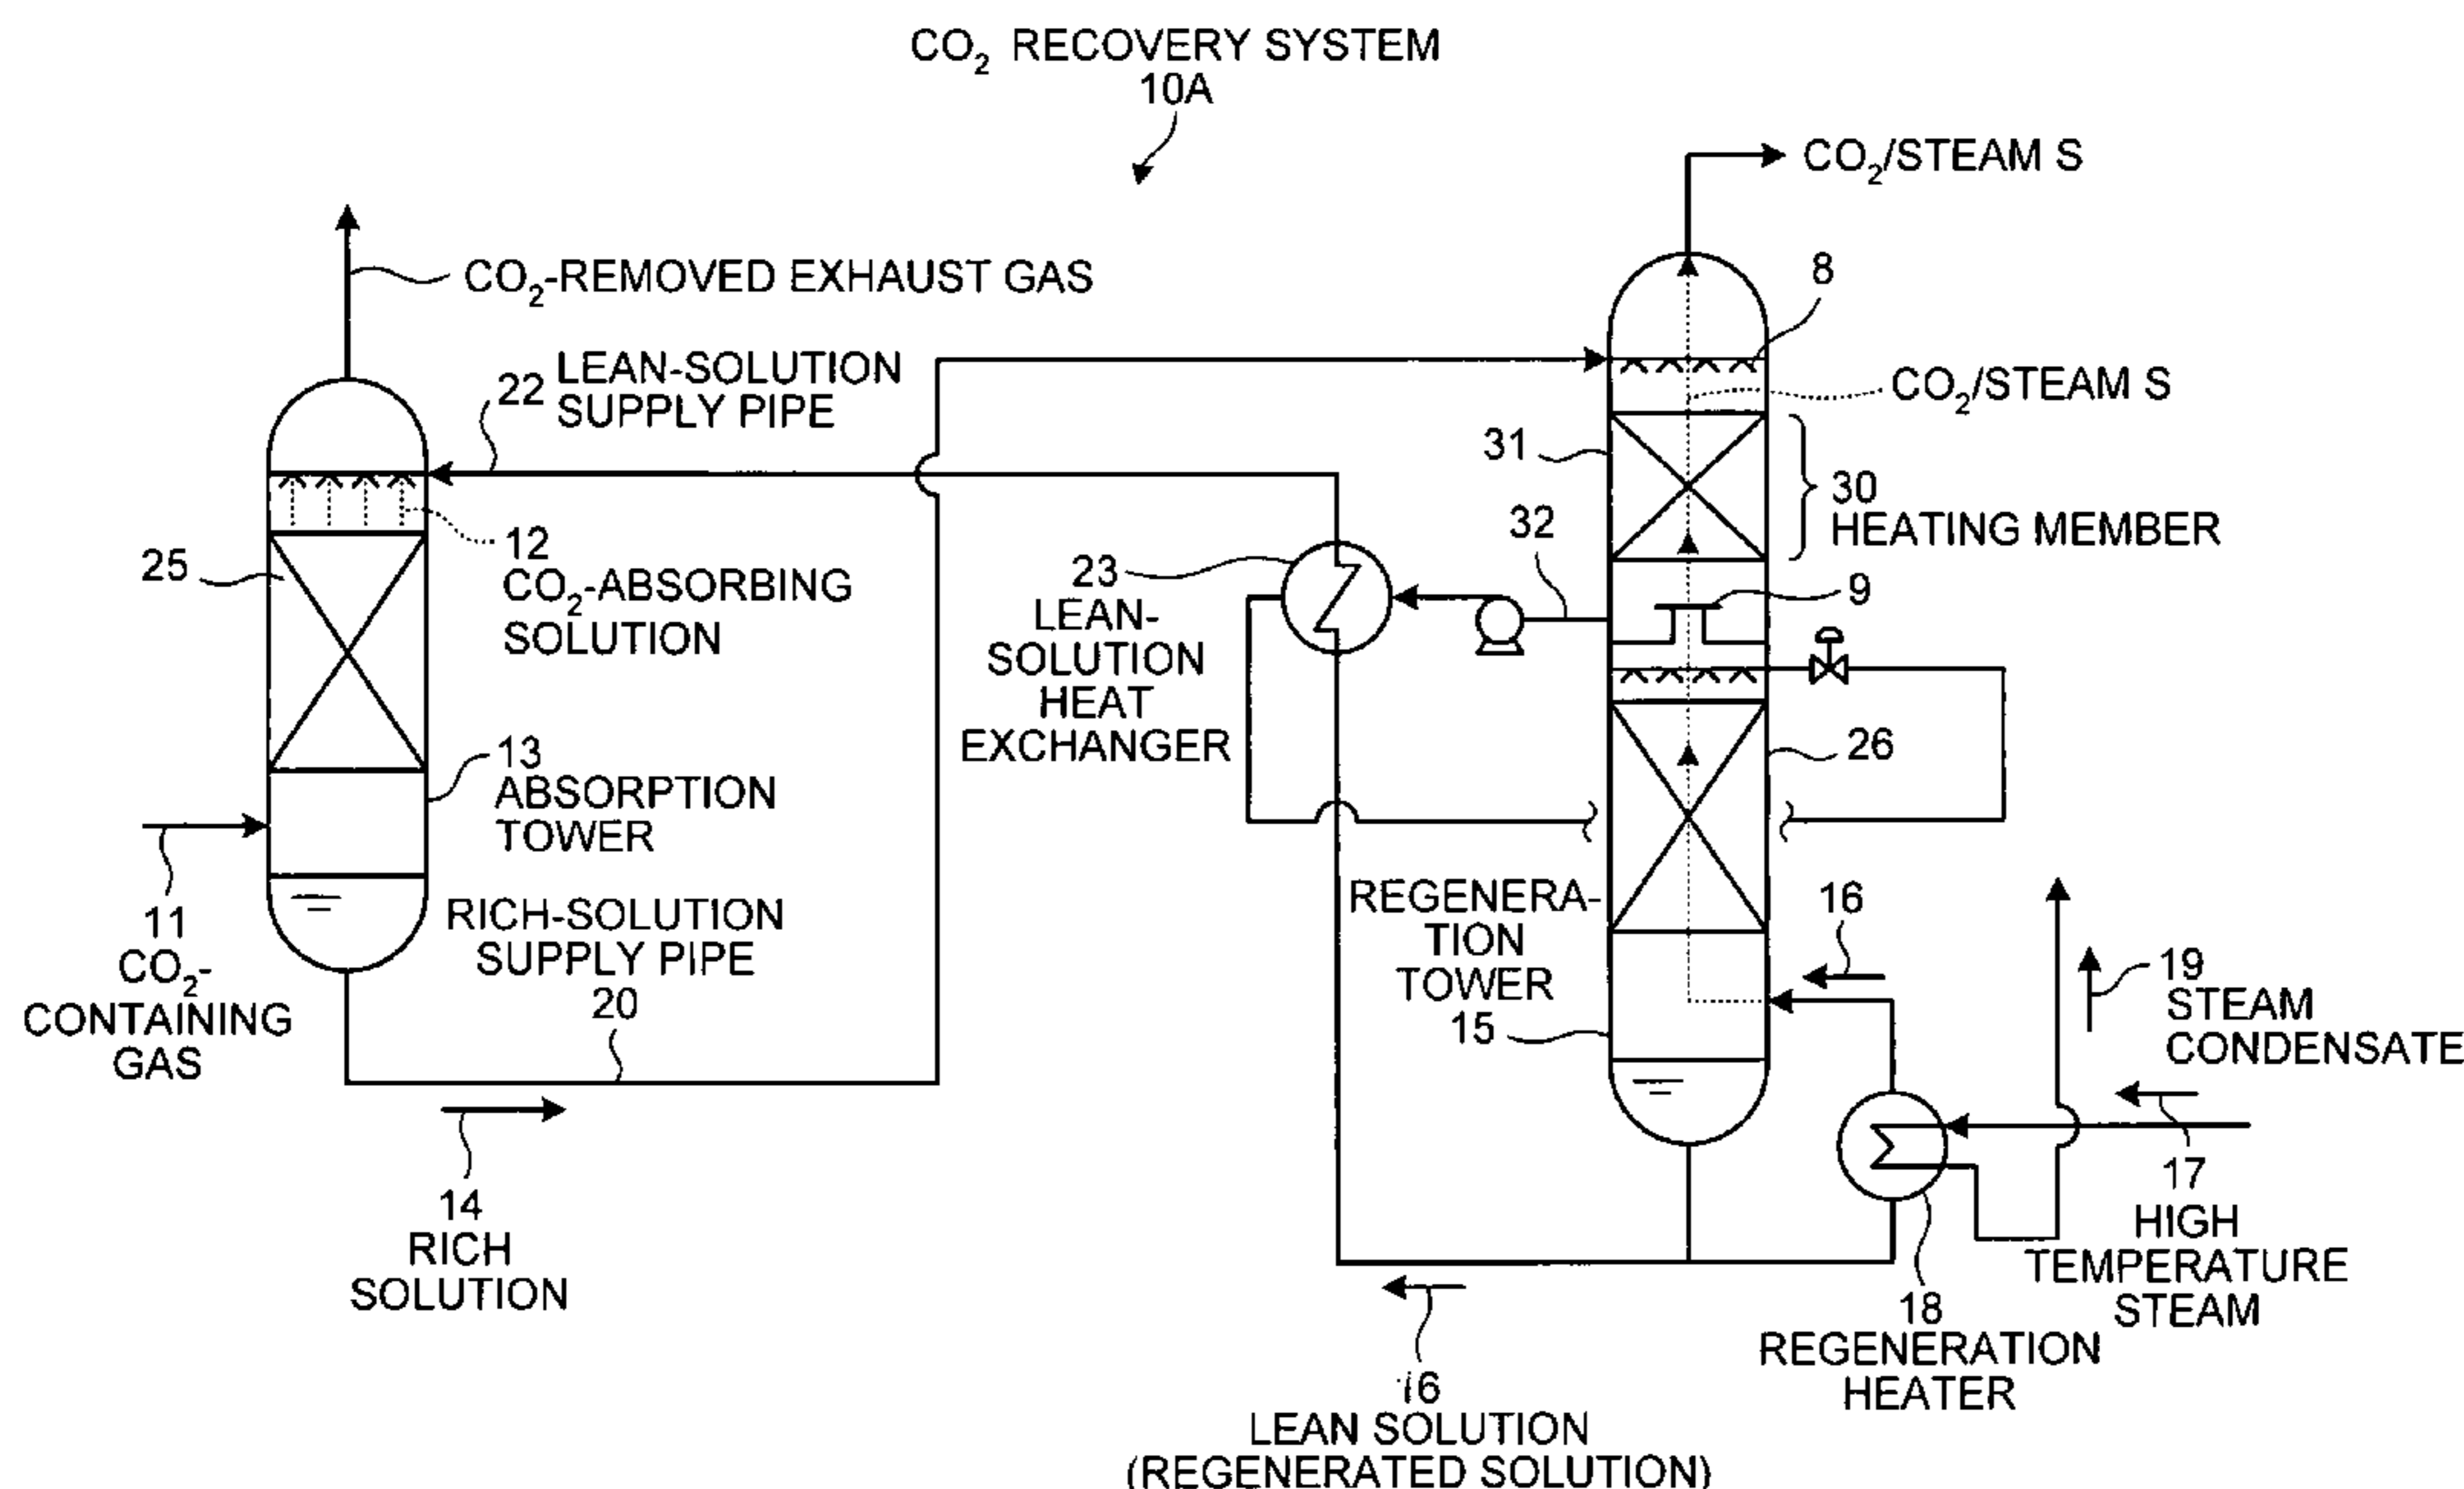 CO₂ RECOVERY SYSTEM
10A
CO₂/STEAM S
8
CO₂-REMOVED EXHAUST GAS
22
LEAN-SOLUTION
SUPPLY PIPE
CO₂/STEAM S
31
30
HEATING MEMBER
32
25
12
CO₂-ABSORBING
SOLUTION
23
LEAN-
SOLUTION
HEAT
EXCHANGER
9
26
13
ABSORPTION
TOWER
11
CO₂-
CONTAINING
GAS
RICH-SOLUTION
SUPPLY PIPE
20
REGENERA-
TION
TOWER
15
16
19
STEAM
CONDENSATE
14
RICH
SOLUTION
17
HIGH
TEMPERATURE
STEAM
18
REGENERATION
HEATER
16
LEAN SOLUTION
(REGENERATED SOLUTION)